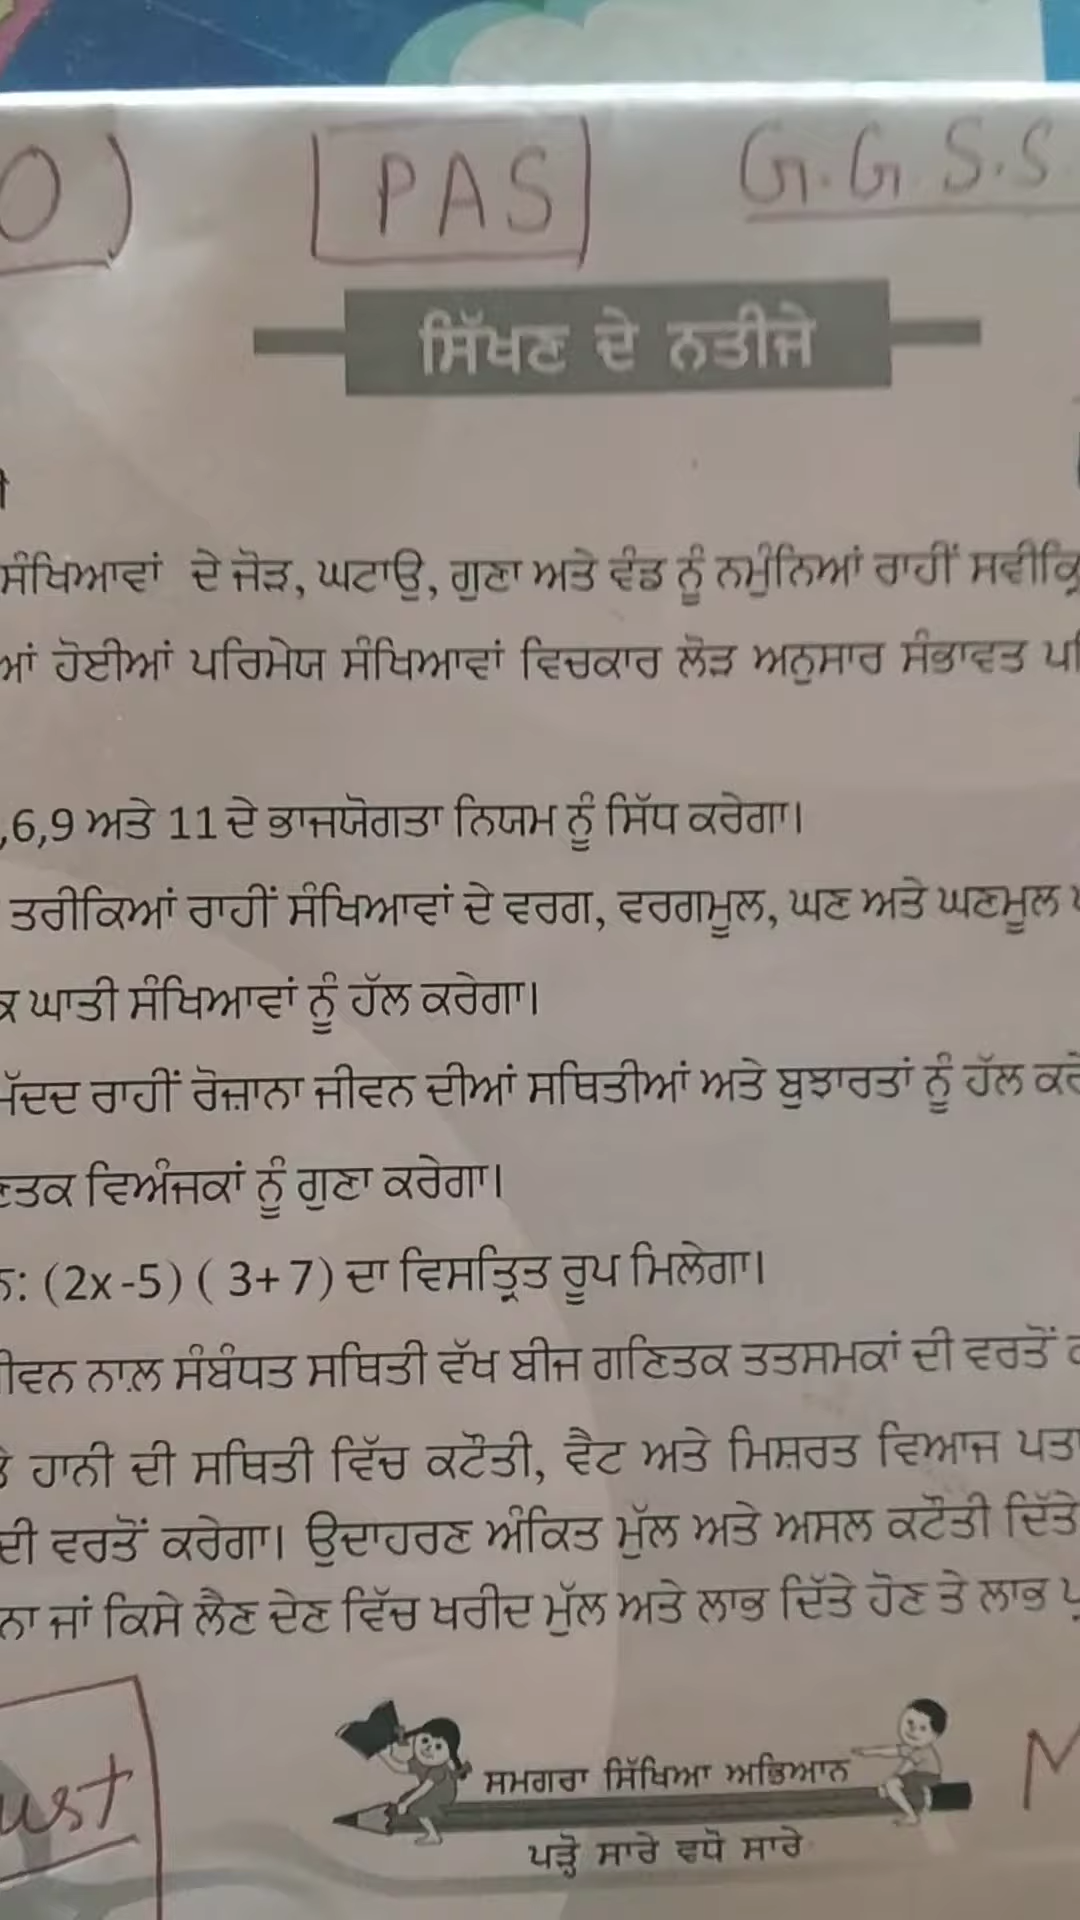 O) PAS G.G.S.S.
ਸਿੱਖਣ ਦੇ ਨਤੀਜੇ
ਸੰਖਿਆਵਾਂ ਦੇ ਜੋੜ, ਘਟਾਉ, ਗੁਣਾ ਅਤੇ ਵੰਡ ਨੂੰ ਨਮੂੰਨਿਆਂ ਰਾਹੀਂ
ਹੋਈਆਂ ਪਰਿਮੇਯ ਸੰਖਿਆਵਾਂ ਵਿਚਕਾਰ ਲੋੜ ਅਨੁਸਾਰ ਸੰਭਾਵਤ
,6,9 ਅਤੇ 11 ਦੇ ਭਾਜਯੋਗਤਾ ਨਿਯਮ ਨੂੰ ਸਿੱਧ ਕਰੇਗਾ।
ਤਰੀਕਿਆਂ ਰਾਹੀਂ ਸੰਖਿਆਵਾਂ ਦੇ ਵਰਗ, ਵਰਗਮੂਲ, ਘਣ ਅਤੇ ਘਣਮੂਲ
ਘਾਤੀ ਸੰਖਿਆਵਾਂ ਨੂੰ ਹੱਲ ਕਰੇਗਾ।
ਮੱਦਦ ਰਾਹੀਂ ਰੋਜ਼ਾਨਾ ਜੀਵਨ ਦੀਆਂ ਸਥਿਤੀਆਂ ਅਤੇ ਬੁਝਾਰਤਾਂ ਨੂੰ ਹੱਲ
ਵਿਅੰਜਕਾਂ ਨੂੰ ਗੁਣਾ ਕਰੇਗਾ।
: (2x -5) ( 3+ 7) ਦਾ ਵਿਸਤ੍ਰਿਤ ਰੂਪ ਮਿਲੇਗਾ।
ਨਾਲ਼ ਸੰਬੰਧਤ ਸਥਿਤੀ ਵੱਖ ਬੀਜ ਗਣਿਤਕ ਤਤਸਮਕਾਂ ਦੀ ਵਰਤੋਂ
ਹਾਨੀ ਦੀ ਸਥਿਤੀ ਵਿੱਚ ਕਟੌਤੀ, ਵੈਟ ਅਤੇ ਮਿਸ਼ਰਤ ਵਿਆਜ ਪਤਾ
ਦੀ ਵਰਤੋਂ ਕਰੇਗਾ। ਉਦਾਹਰਣ ਅੰਕਿਤ ਮੁੱਲ ਅਤੇ ਅਸਲ ਕਟੌਤੀ ਦਿੱਤੇ
ਜਾਂ ਕਿਸੇ ਲੈਣ ਦੇਣ ਵਿੱਚ ਖਰੀਦ ਮੁੱਲ ਅਤੇ ਲਾਭ ਦਿੱਤੇ ਹੋਣ ਤੇ ਲਾਭ
ust M
ਸਮਗਰਾ ਸਿੱਖਿਆ ਅਭਿਆਨ
ਪੜ੍ਹੋ ਸਾਰੇ ਵਧੋ ਸਾਰੇ